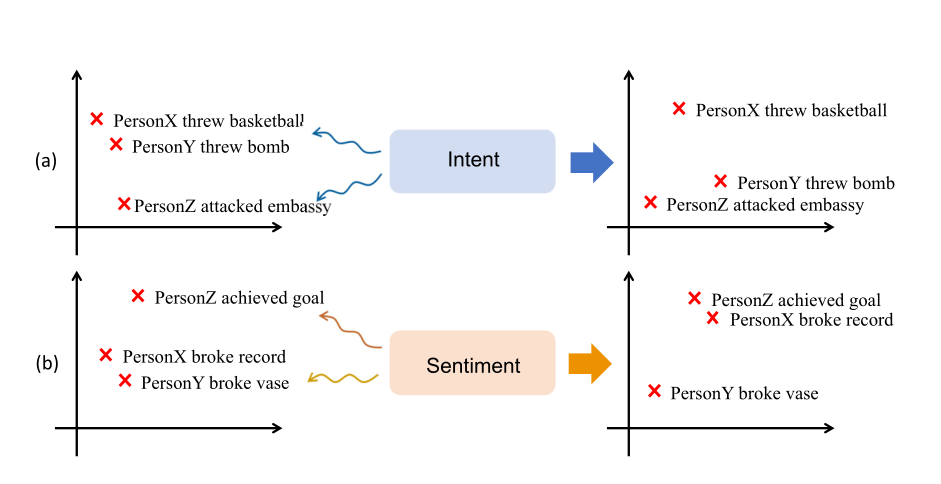 (a)
PersonX threw basketball
PersonY threw bomb
PersonZ attacked embassy
Intent
PersonX threw basketball
PersonY threw bomb
PersonZ attacked embassy
(b)
PersonZ achieved goal
PersonX broke record
PersonY broke vase
Sentiment
PersonZ achieved goal
PersonX broke record
PersonY broke vase